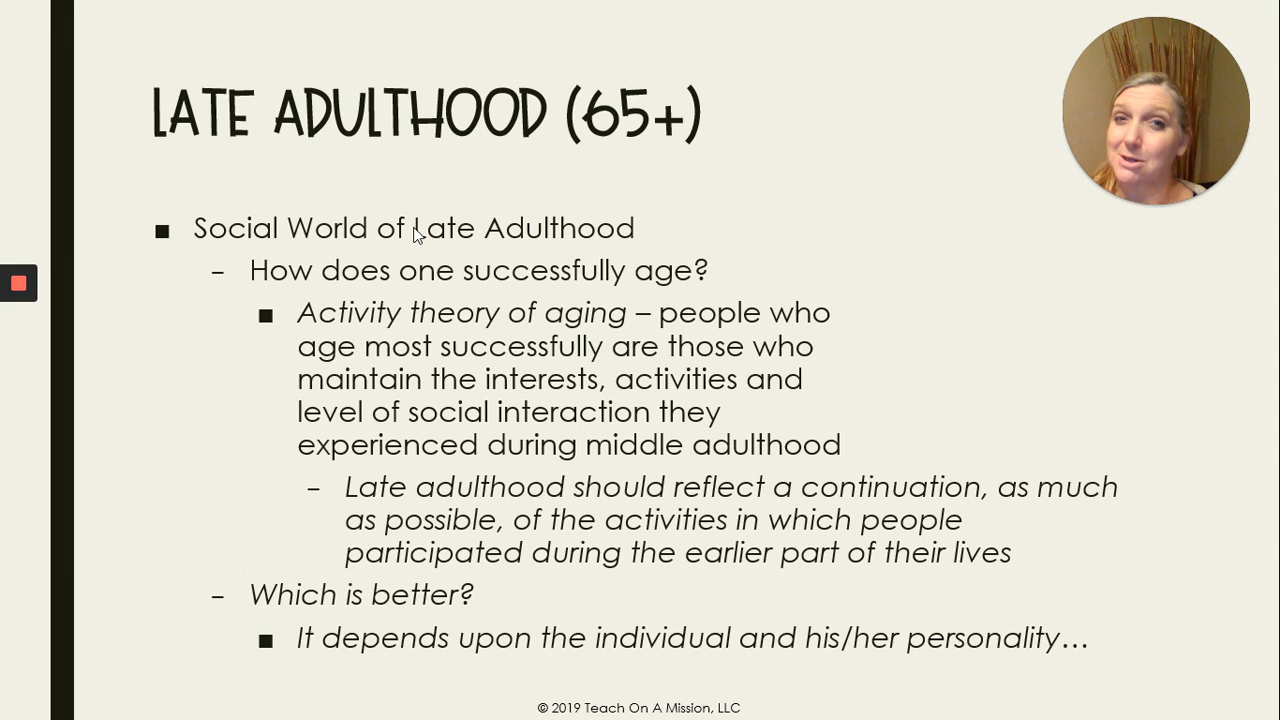 LATE ADULTHOOD (65+)
■ Social World of Late Adulthood
– How does one successfully age?
■ Activity theory of aging – people who
age most successfully are those who
maintain the interests, activities and
level of social interaction they
experienced during middle adulthood
– Late adulthood should reflect a continuation, as much
as possible, of the activities in which people
participated during the earlier part of their lives
– Which is better?
■ It depends upon the individual and his/her personality…
© 2019 Teach On A Mission, LLC